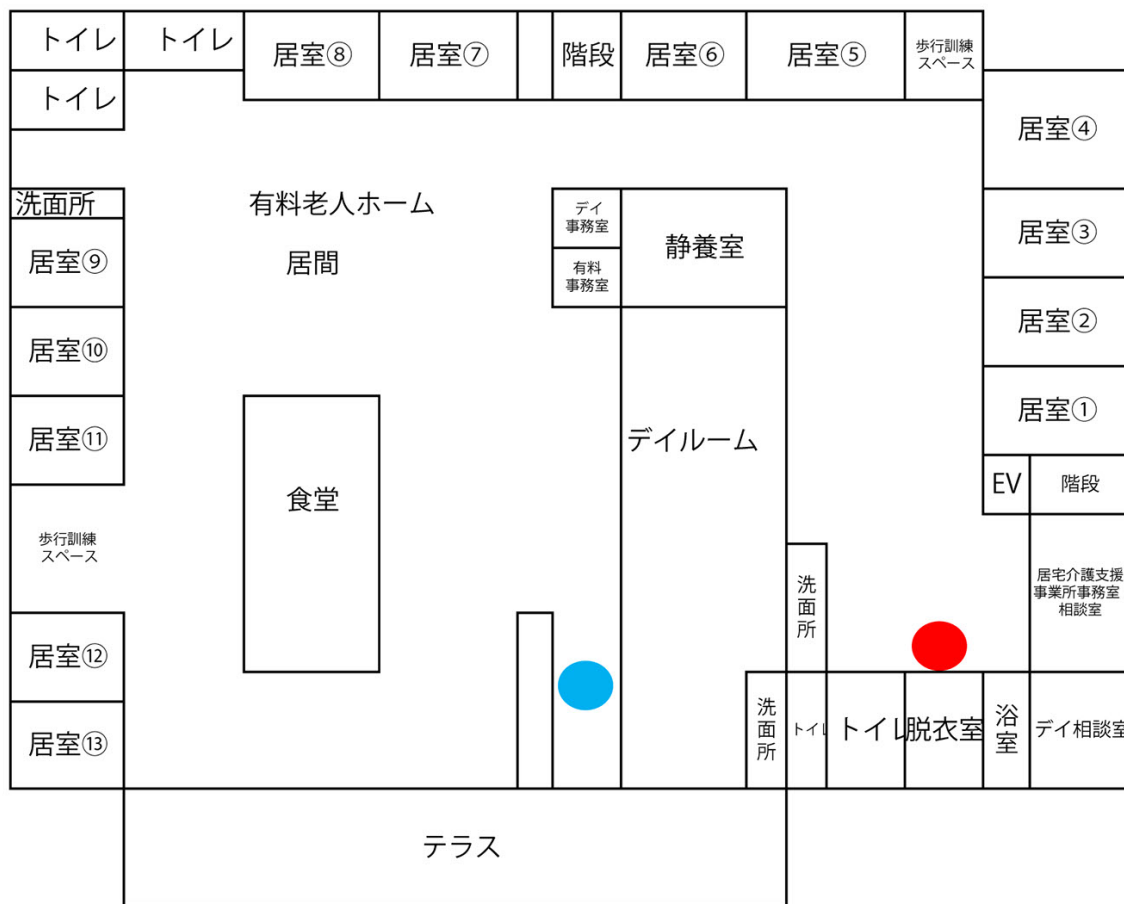 トイレ
トイレ
居室⑧
居室⑦
階段
居室⑥
居室⑤
歩行訓練
スペース
トイレ
居室④
洗面所
有料老人ホーム
居間
デイ
事務室
有料
事務室
静養室
居室③
居室⑨
居室②
居室⑩
居室①
居室⑪
デイルーム
食堂
EV
階段
歩行訓練
スペース
洗面所
居宅介護支援
事業所事務室
相談室
居室⑫
居室⑬
洗面所
トイレ
トイレ
脱衣室
浴室
デイ相談室
テラス